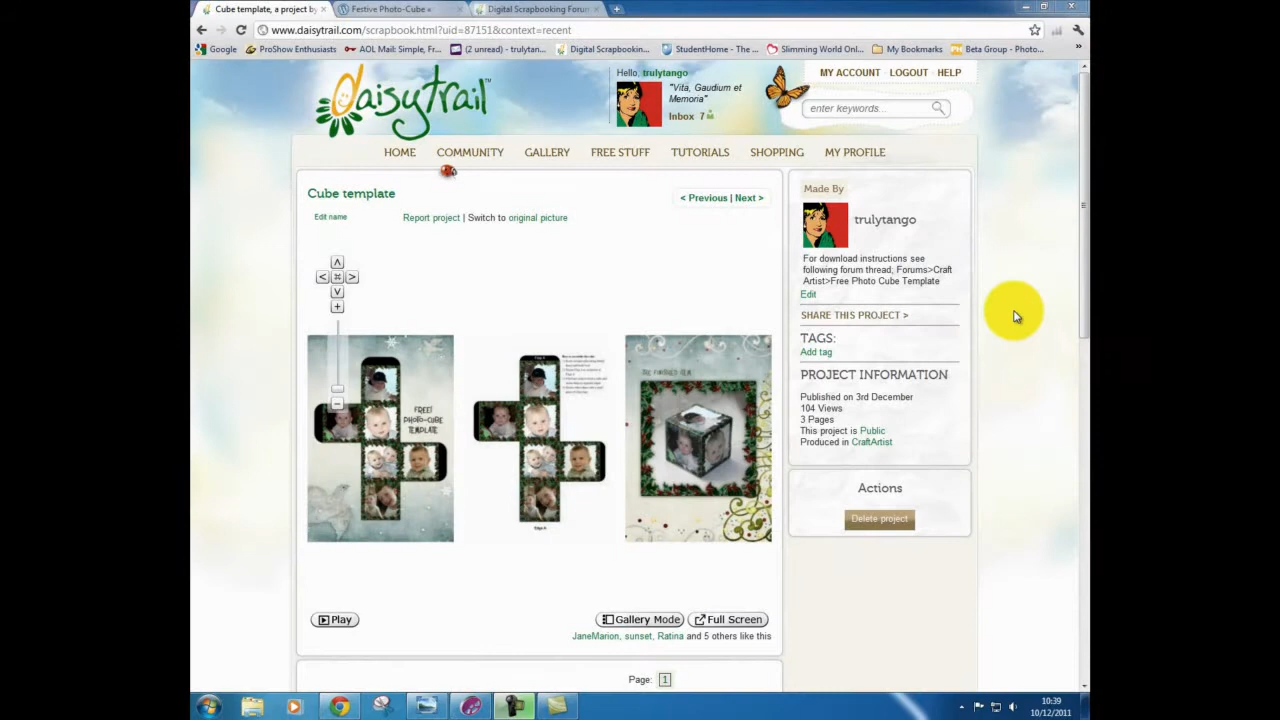 Cube template, a project by
Festive Photo-Cube «
Digital Scrapbooking Forum
www.daisytrail.com/scrapbook.html?uid=87151&context=recent
Google
ProShow Enthusiasts
AOL Mail: Simple, Fr...
(2 unread) - trulytan...
Digital Scrapbookin...
StudentHome - The ...
Slimming World Onl...
My Bookmarks
Beta Group - Photo...
»
daisytrail™
Hello, trulytango
"Vita, Gaudium et
Memoria"
Inbox 7
MY ACCOUNT LOGOUT HELP
enter keywords...
HOME COMMUNITY GALLERY FREE STUFF TUTORIALS SHOPPING MY PROFILE
Cube template
< Previous | Next >
Edit name
Report project | Switch to original picture
FREE!
PHOTO-CUBE
TEMPLATE
Play
Gallery Mode
Full Screen
JaneMarion, sunset, Ratina and 5 others like this
Page: 1
Made By
trulytango
For download instructions see
following forum thread; Forums>Craft
Artist>Free Photo Cube Template
Edit
SHARE THIS PROJECT >
TAGS:
Add tag
PROJECT INFORMATION
Published on 3rd December
104 Views
3 Pages
This project is Public
Produced in CraftArtist
Actions
Delete project
10:39
10/12/2011